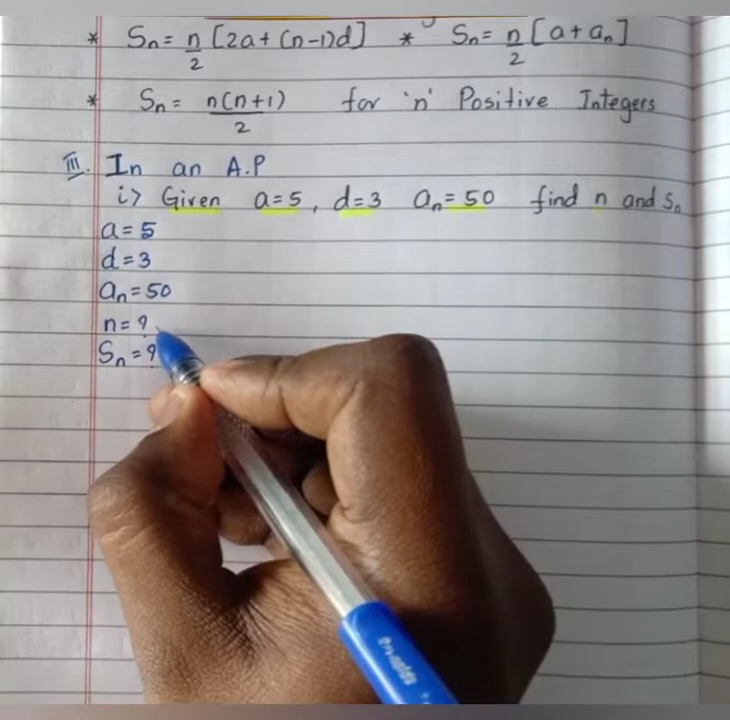 * Sn = n/2 [2a + (n-1)d] * Sn = n/2 [a + an]
* Sn = n(n+1)/2 for 'n' Positive Integers
III. In an A.P
i> Given a=5, d=3 an=50 find n and Sn
a=5
d=3
an=50
n=?
Sn=?
reynolds